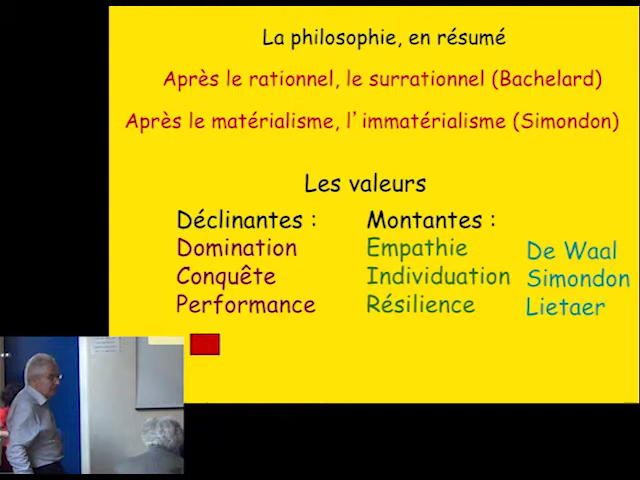 La philosophie, en résumé
Après le rationnel, le surrationnel (Bachelard)
Après le matérialisme, l’ immatérialisme (Simondon)
Les valeurs
Déclinantes : Montantes :
Domination Empathie De Waal
Conquête Individuation Simondon
Performance Résilience Lietaer